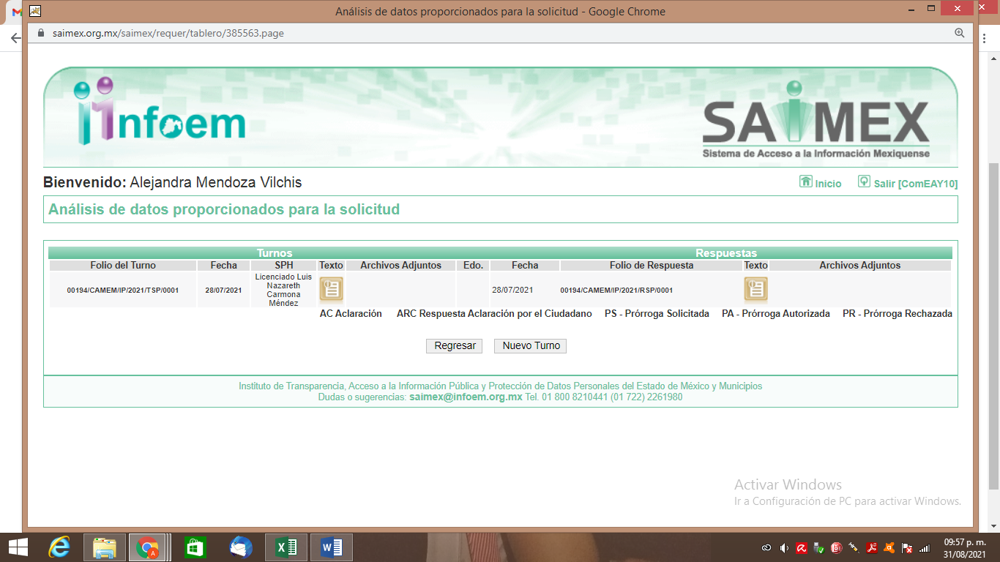 Análisis de datos proporcionados para la solicitud - Google Chrome
saimex.org.mx/saimex/requer/tablero/385563.page
infoem
SAIMEX
Sistema de Acceso a la Información Mexiquense
Bienvenido: Alejandra Mendoza Vilchis
Inicio Salir [ComEAY10]
Análisis de datos proporcionados para la solicitud
Turnos Respuestas
Folio del Turno Fecha SPH Texto Archivos Adjuntos Edo. Fecha Folio de Respuesta Texto Archivos Adjuntos
00194/CAMEM/IP/2021/TSP/0001 28/07/2021 Licenciado Luis Nazareth Carmona Méndez 28/07/2021 00194/CAMEM/IP/2021/RSP/0001
AC Aclaración ARC Respuesta Aclaración por el Ciudadano PS - Prórroga Solicitada PA - Prórroga Autorizada PR - Prórroga Rechazada
Regresar Nuevo Turno
Instituto de Transparencia, Acceso a la Información Pública y Protección de Datos Personales del Estado de México y Municipios
Dudas o sugerencias: saimex@infoem.org.mx Tel. 01 800 8210441 (01 722) 2261980
Activar Windows
Ir a Configuración de PC para activar Windows.
09:57 p. m.
31/08/2021